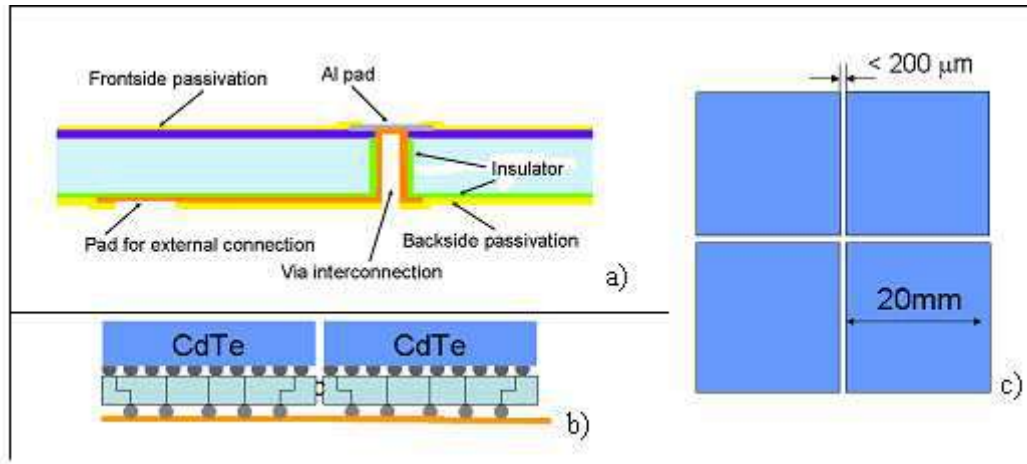 Frontside passivation
Al pad
Insulator
Pad for external connection
Backside passivation
Via interconnection
a)
CdTe
CdTe
b)
< 200 μm
20mm
c)